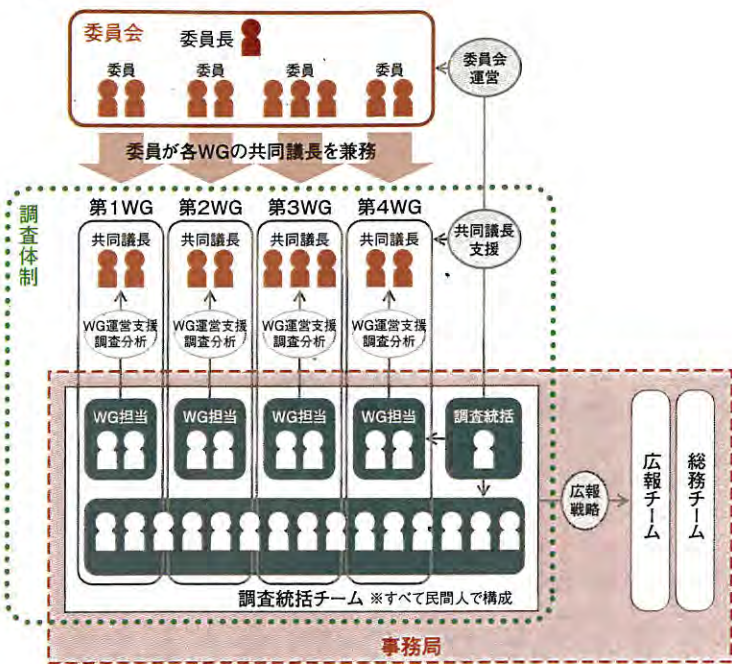 委員会
委員長
委員 委員 委員 委員
委員会
運営
委員が各WGの共同議長を兼務
調査体制
第1WG 第2WG 第3WG 第4WG
共同議長 共同議長 共同議長 共同議長
共同議長
支援
WG運営支援
調査分析
WG運営支援
調査分析
WG運営支援
調査分析
WG運営支援
調査分析
WG担当 WG担当 WG担当 WG担当 調査統括
広報
戦略
広報チーム
総務チーム
調査統括チーム ※すべて民間人で構成
事務局